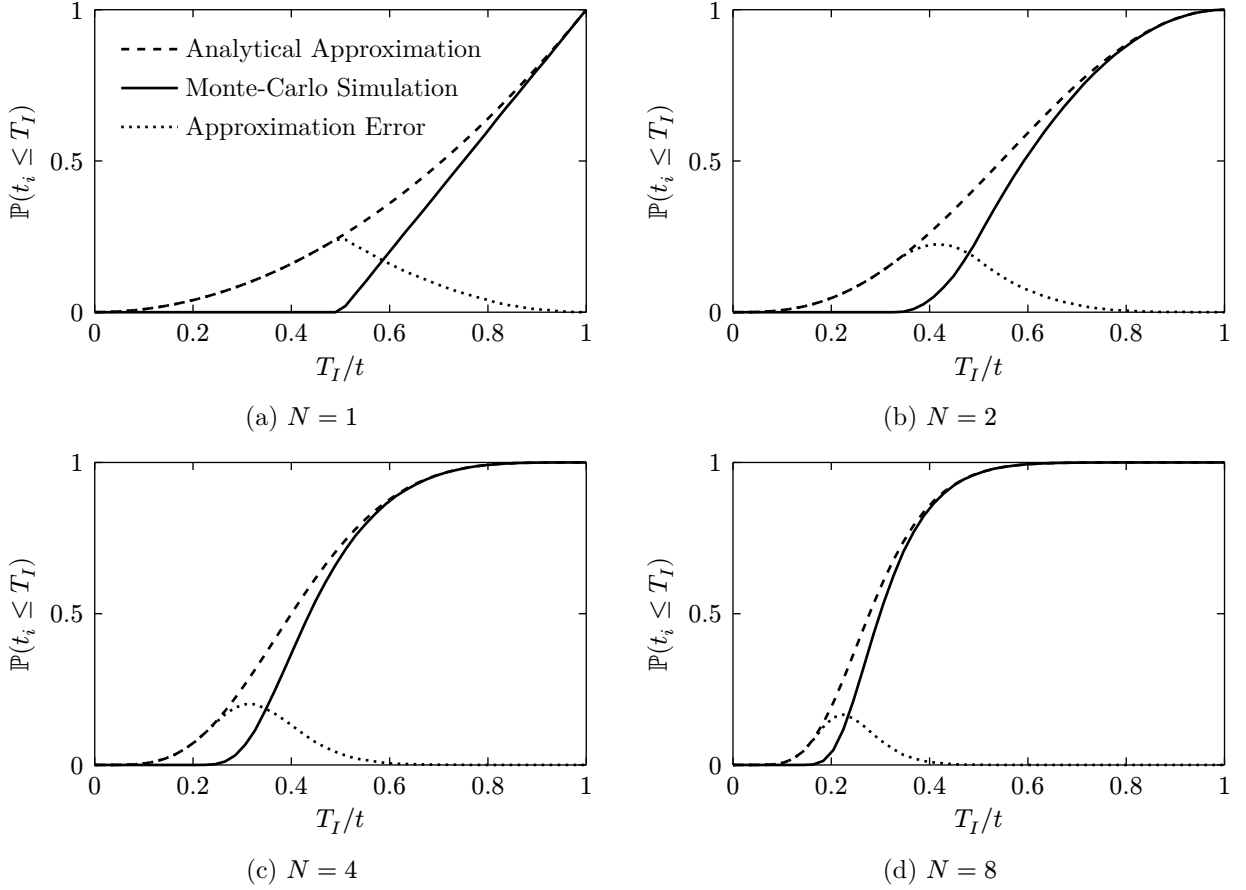 1
0.5
0
ℙ(t_i ≤ T_I)
Analytical Approximation
Monte-Carlo Simulation
Approximation Error
0 0.2 0.4 0.6 0.8 1
T_I/t
(a) N = 1
1
0.5
0
ℙ(t_i ≤ T_I)
0 0.2 0.4 0.6 0.8 1
T_I/t
(b) N = 2
1
0.5
0
ℙ(t_i ≤ T_I)
0 0.2 0.4 0.6 0.8 1
T_I/t
(c) N = 4
1
0.5
0
ℙ(t_i ≤ T_I)
0 0.2 0.4 0.6 0.8 1
T_I/t
(d) N = 8